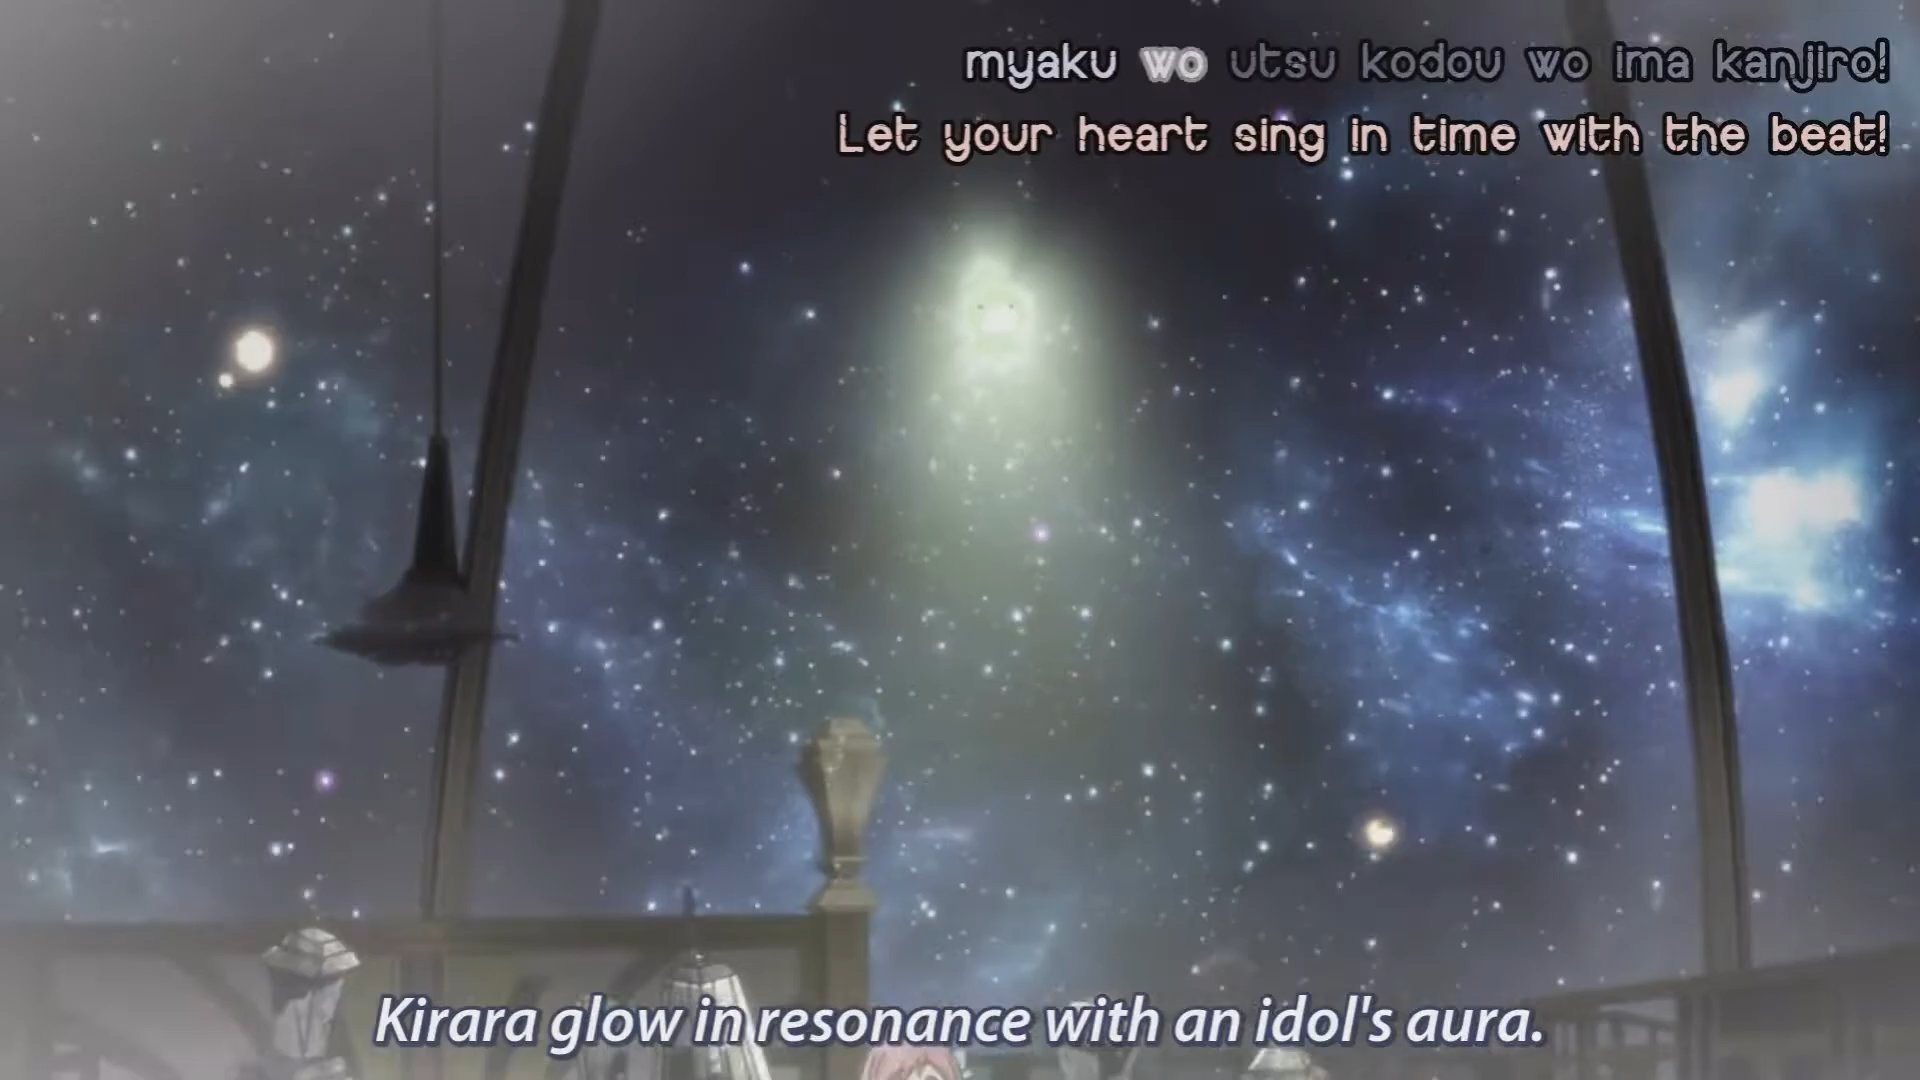 myaku wo utsu kodou wo ima kanjiro!
Let your heart sing in time with the beat!
Kirara glow in resonance with an idol's aura.